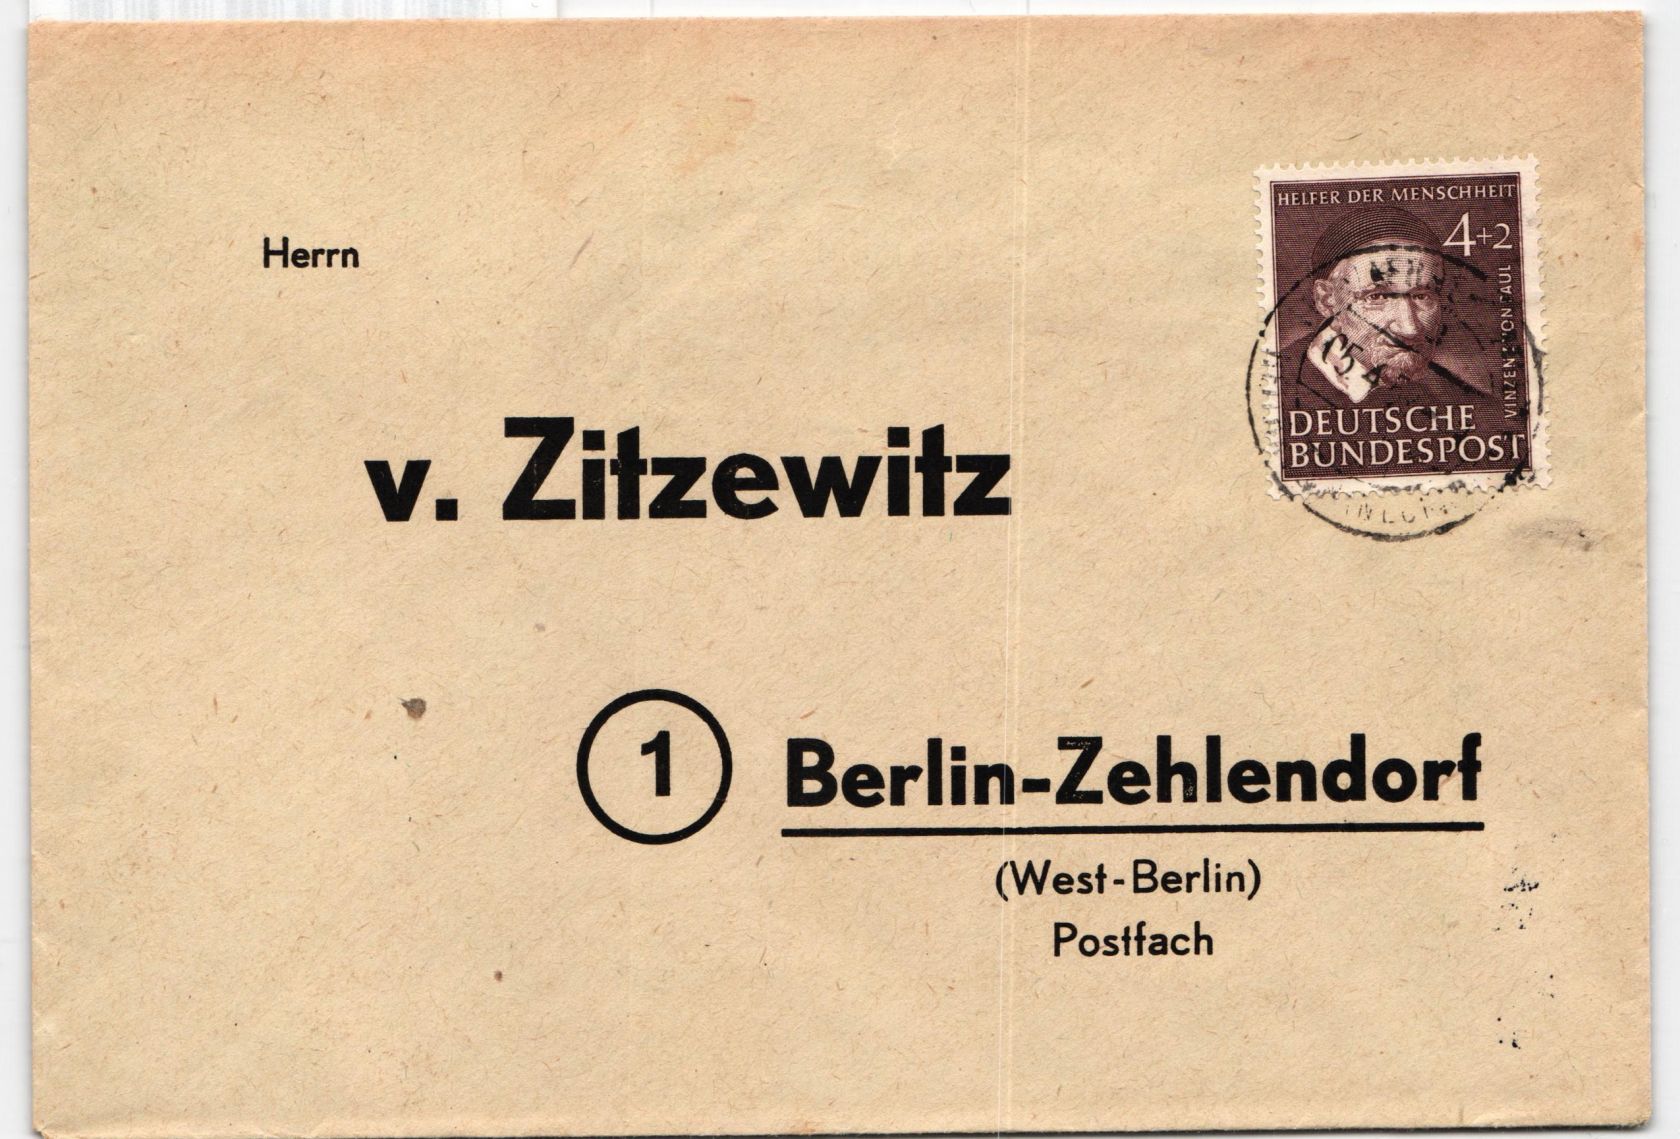 HELFER DER MENSCHHEIT
4+2
VINZENZ VON PAUL
DEUTSCHE
BUNDESPOST
Herrn
v. Zitzewitz
1 Berlin-Zehlendorf
(West-Berlin)
Postfach